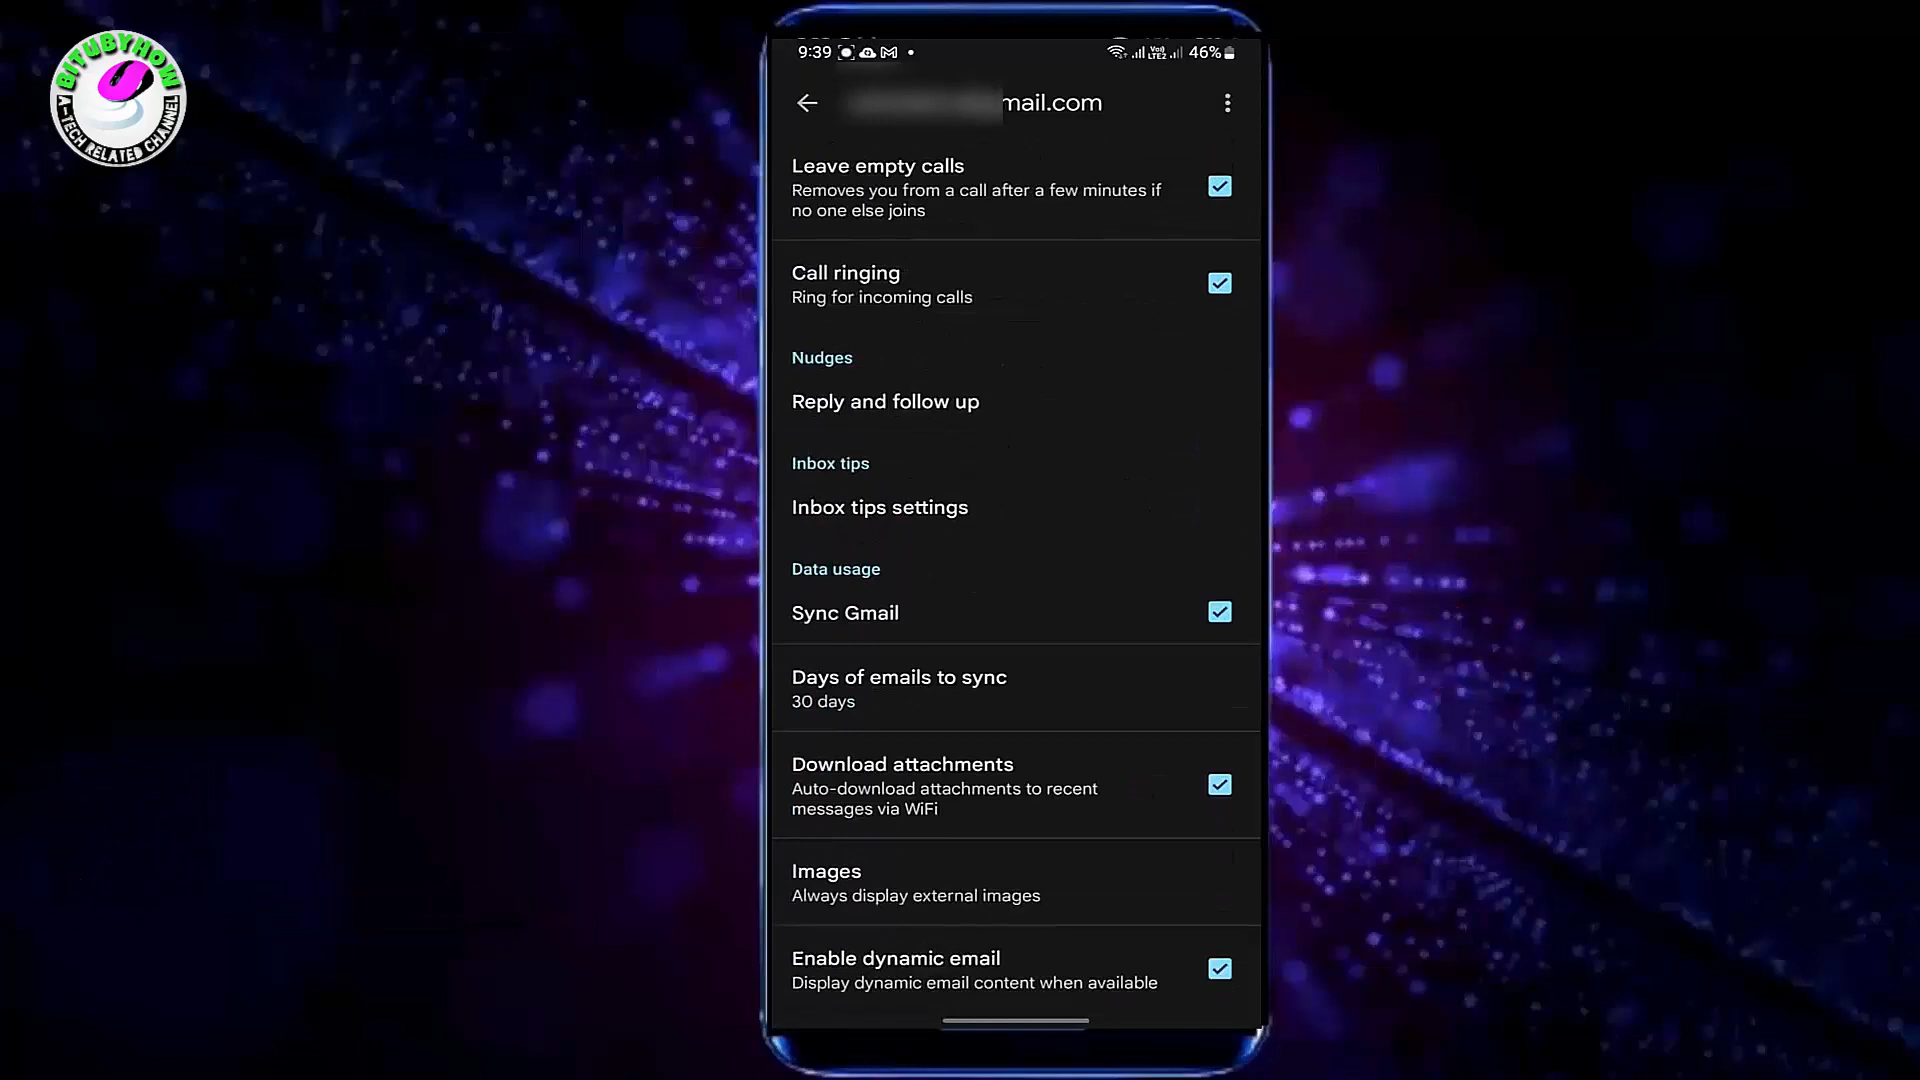 BITUBYHOW
A-TECH RELATED CHANNEL
9:39
Vo))
LTE2
46%
mail.com
Leave empty calls
Removes you from a call after a few minutes if
no one else joins
Call ringing
Ring for incoming calls
Nudges
Reply and follow up
Inbox tips
Inbox tips settings
Data usage
Sync Gmail
Days of emails to sync
30 days
Download attachments
Auto-download attachments to recent
messages via WiFi
Images
Always display external images
Enable dynamic email
Display dynamic email content when available